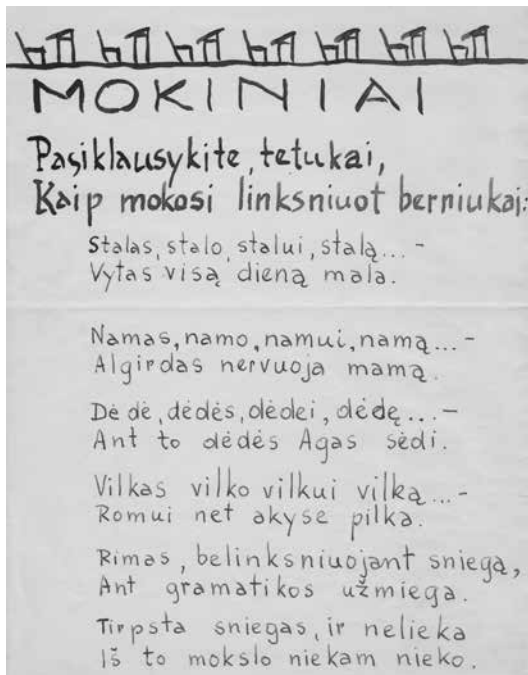 MOKINIAI
Pasiklausykite, tetukai,
Kaip mokosi linksniuot berniukai:
Stalas, stalo, stalui, stalą...-
Vytas visą dieną mala.
Namas, namo, namui, namą...-
Algirdas nervuoja mamą.
Dė dė, dėdės, dėdei, dėdę...-
Ant to dėdės Agas sėdi.
Vilkas vilko vilkui vilką...-
Romui net akyse pilka.
Rimas, belinksniuojant sniegą,
Ant gramatikos užmiega.
Tirpsta sniegas, ir nelieka
Iš to mokslo niekam nieko.